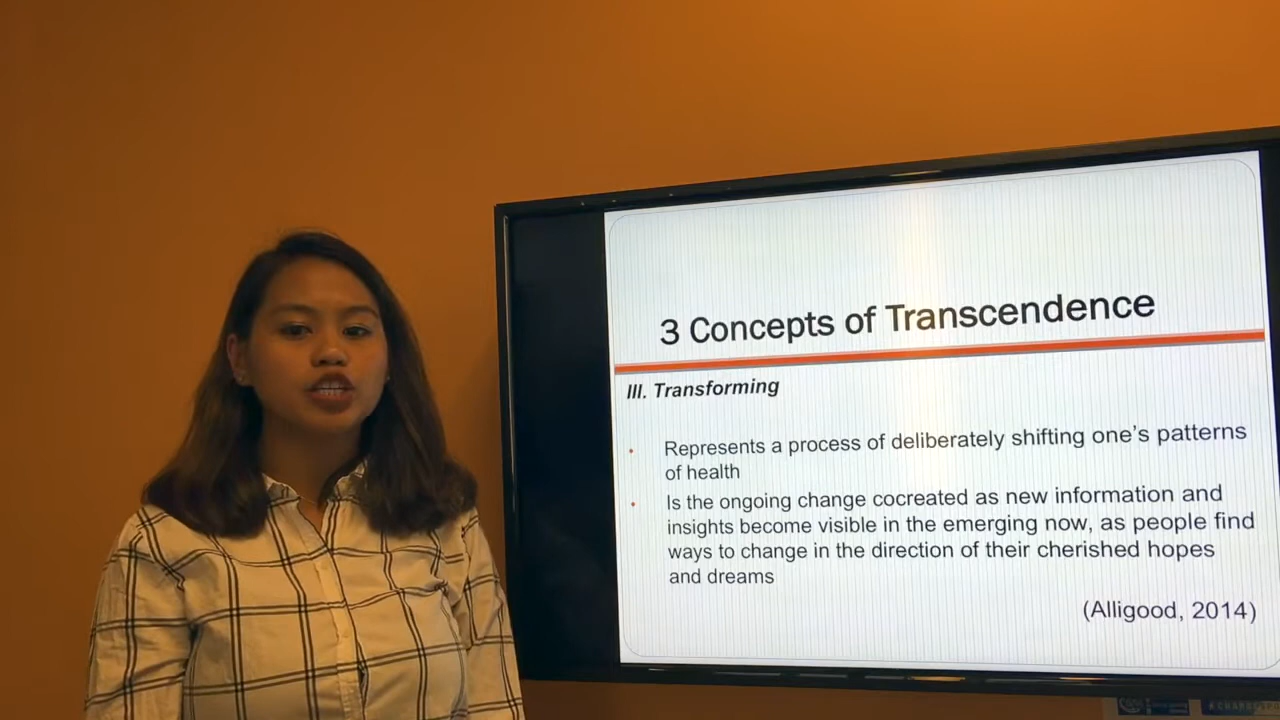 3 Concepts of Transcendence
III. Transforming
• Represents a process of deliberately shifting one's patterns
of health
• Is the ongoing change cocreated as new information and
insights become visible in the emerging now, as people find
ways to change in the direction of their cherished hopes
and dreams
(Alligood, 2014)